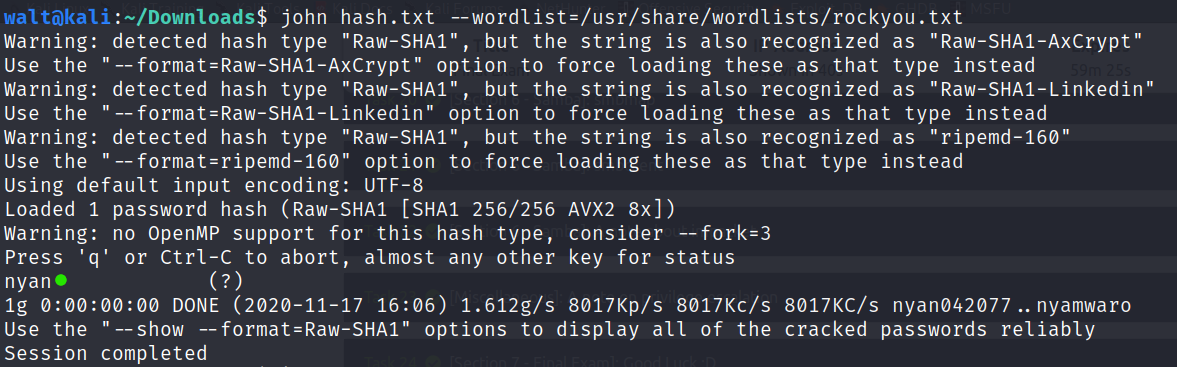 walt@kali:~/Downloads$ john hash.txt --wordlist=/usr/share/wordlists/rockyou.txt
Warning: detected hash type "Raw-SHA1", but the string is also recognized as "Raw-SHA1-AxCrypt"
Use the "--format=Raw-SHA1-AxCrypt" option to force loading these as that type instead
Warning: detected hash type "Raw-SHA1", but the string is also recognized as "Raw-SHA1-Linkedin"
Use the "--format=Raw-SHA1-Linkedin" option to force loading these as that type instead
Warning: detected hash type "Raw-SHA1", but the string is also recognized as "ripemd-160"
Use the "--format=ripemd-160" option to force loading these as that type instead
Using default input encoding: UTF-8
Loaded 1 password hash (Raw-SHA1 [SHA1 256/256 AVX2 8x])
Warning: no OpenMP support for this hash type, consider --fork=3
Press 'q' or Ctrl-C to abort, almost any other key for status
nyan (?)
1g 0:00:00:00 DONE (2020-11-17 16:06) 1.612g/s 8017Kp/s 8017Kc/s 8017KC/s nyan042077..nyamwaro
Use the "--show --format=Raw-SHA1" options to display all of the cracked passwords reliably
Session completed